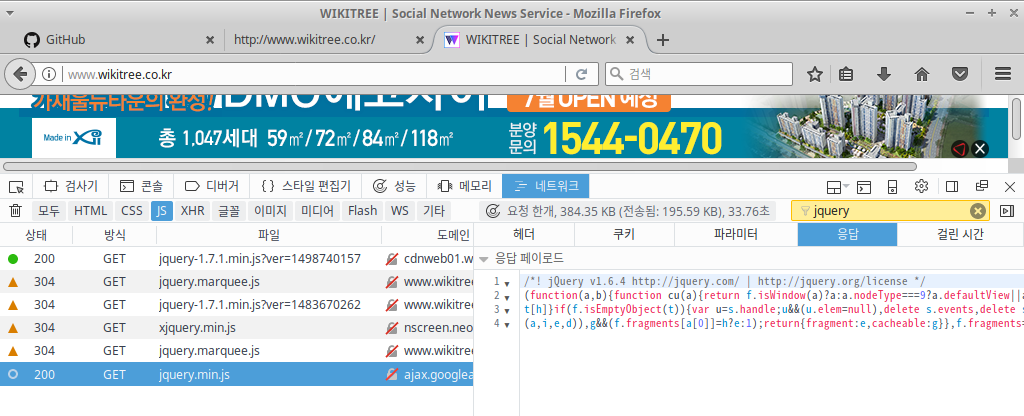 WIKITREE | Social Network News Service - Mozilla Firefox
GitHub
http://www.wikitree.co.kr/
WIKITREE | Social Network
www.wikitree.co.kr
검색
7월 OPEN 예정
Made in Xii
총 1,047세대 59㎡/72㎡/84㎡/118㎡
분양
문의
1544-0470
검사기 콘솔 디버거 스타일 편집기 성능 메모리 네트워크
모두 HTML CSS JS XHR 글꼴 이미지 미디어 Flash WS 기타
요청 한개, 384.35 KB (전송됨: 195.59 KB), 33.76초
jquery
상태 방식 파일 도메인
헤더 쿠키 파라미터 응답 걸린 시간
200 GET jquery-1.7.1.min.js?ver=1498740157 cdnweb01.w
304 GET jquery.marquee.js www.wikitre
304 GET jquery-1.7.1.min.js?ver=1483670262 www.wikitre
304 GET xjquery.min.js nscreen.neo
304 GET jquery.marquee.js www.wikitre
200 GET jquery.min.js ajax.googlea
응답 페이로드
1 /*! jQuery v1.6.4 http://jquery.com/ | http://jquery.org/license */
2 (function(a,b){function cu(a){return f.isWindow(a)?a:a.nodeType===9?a.defaultView||a
3 t[h]}if(f.isEmptyObject(t)){var u=s.handle;u&&(u.elem=null),delete s.events,delete s
4 (a,i,e,d)),g&&(f.fragments[a[0]]=h?e:1);return{fragment:e,cacheable:g}},f.fragments=